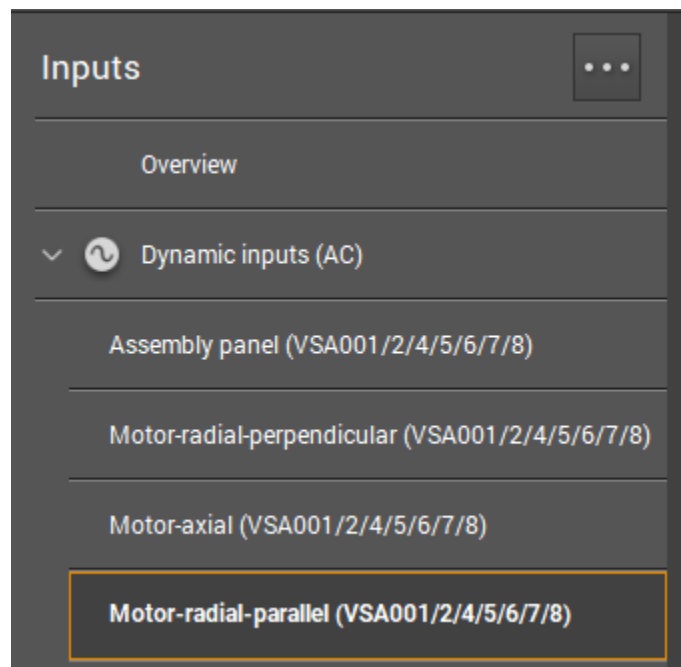 Inputs
Overview
Dynamic inputs (AC)
Assembly panel (VSA001/2/4/5/6/7/8)
Motor-radial-perpendicular (VSA001/2/4/5/6/7/8)
Motor-axial (VSA001/2/4/5/6/7/8)
Motor-radial-parallel (VSA001/2/4/5/6/7/8)